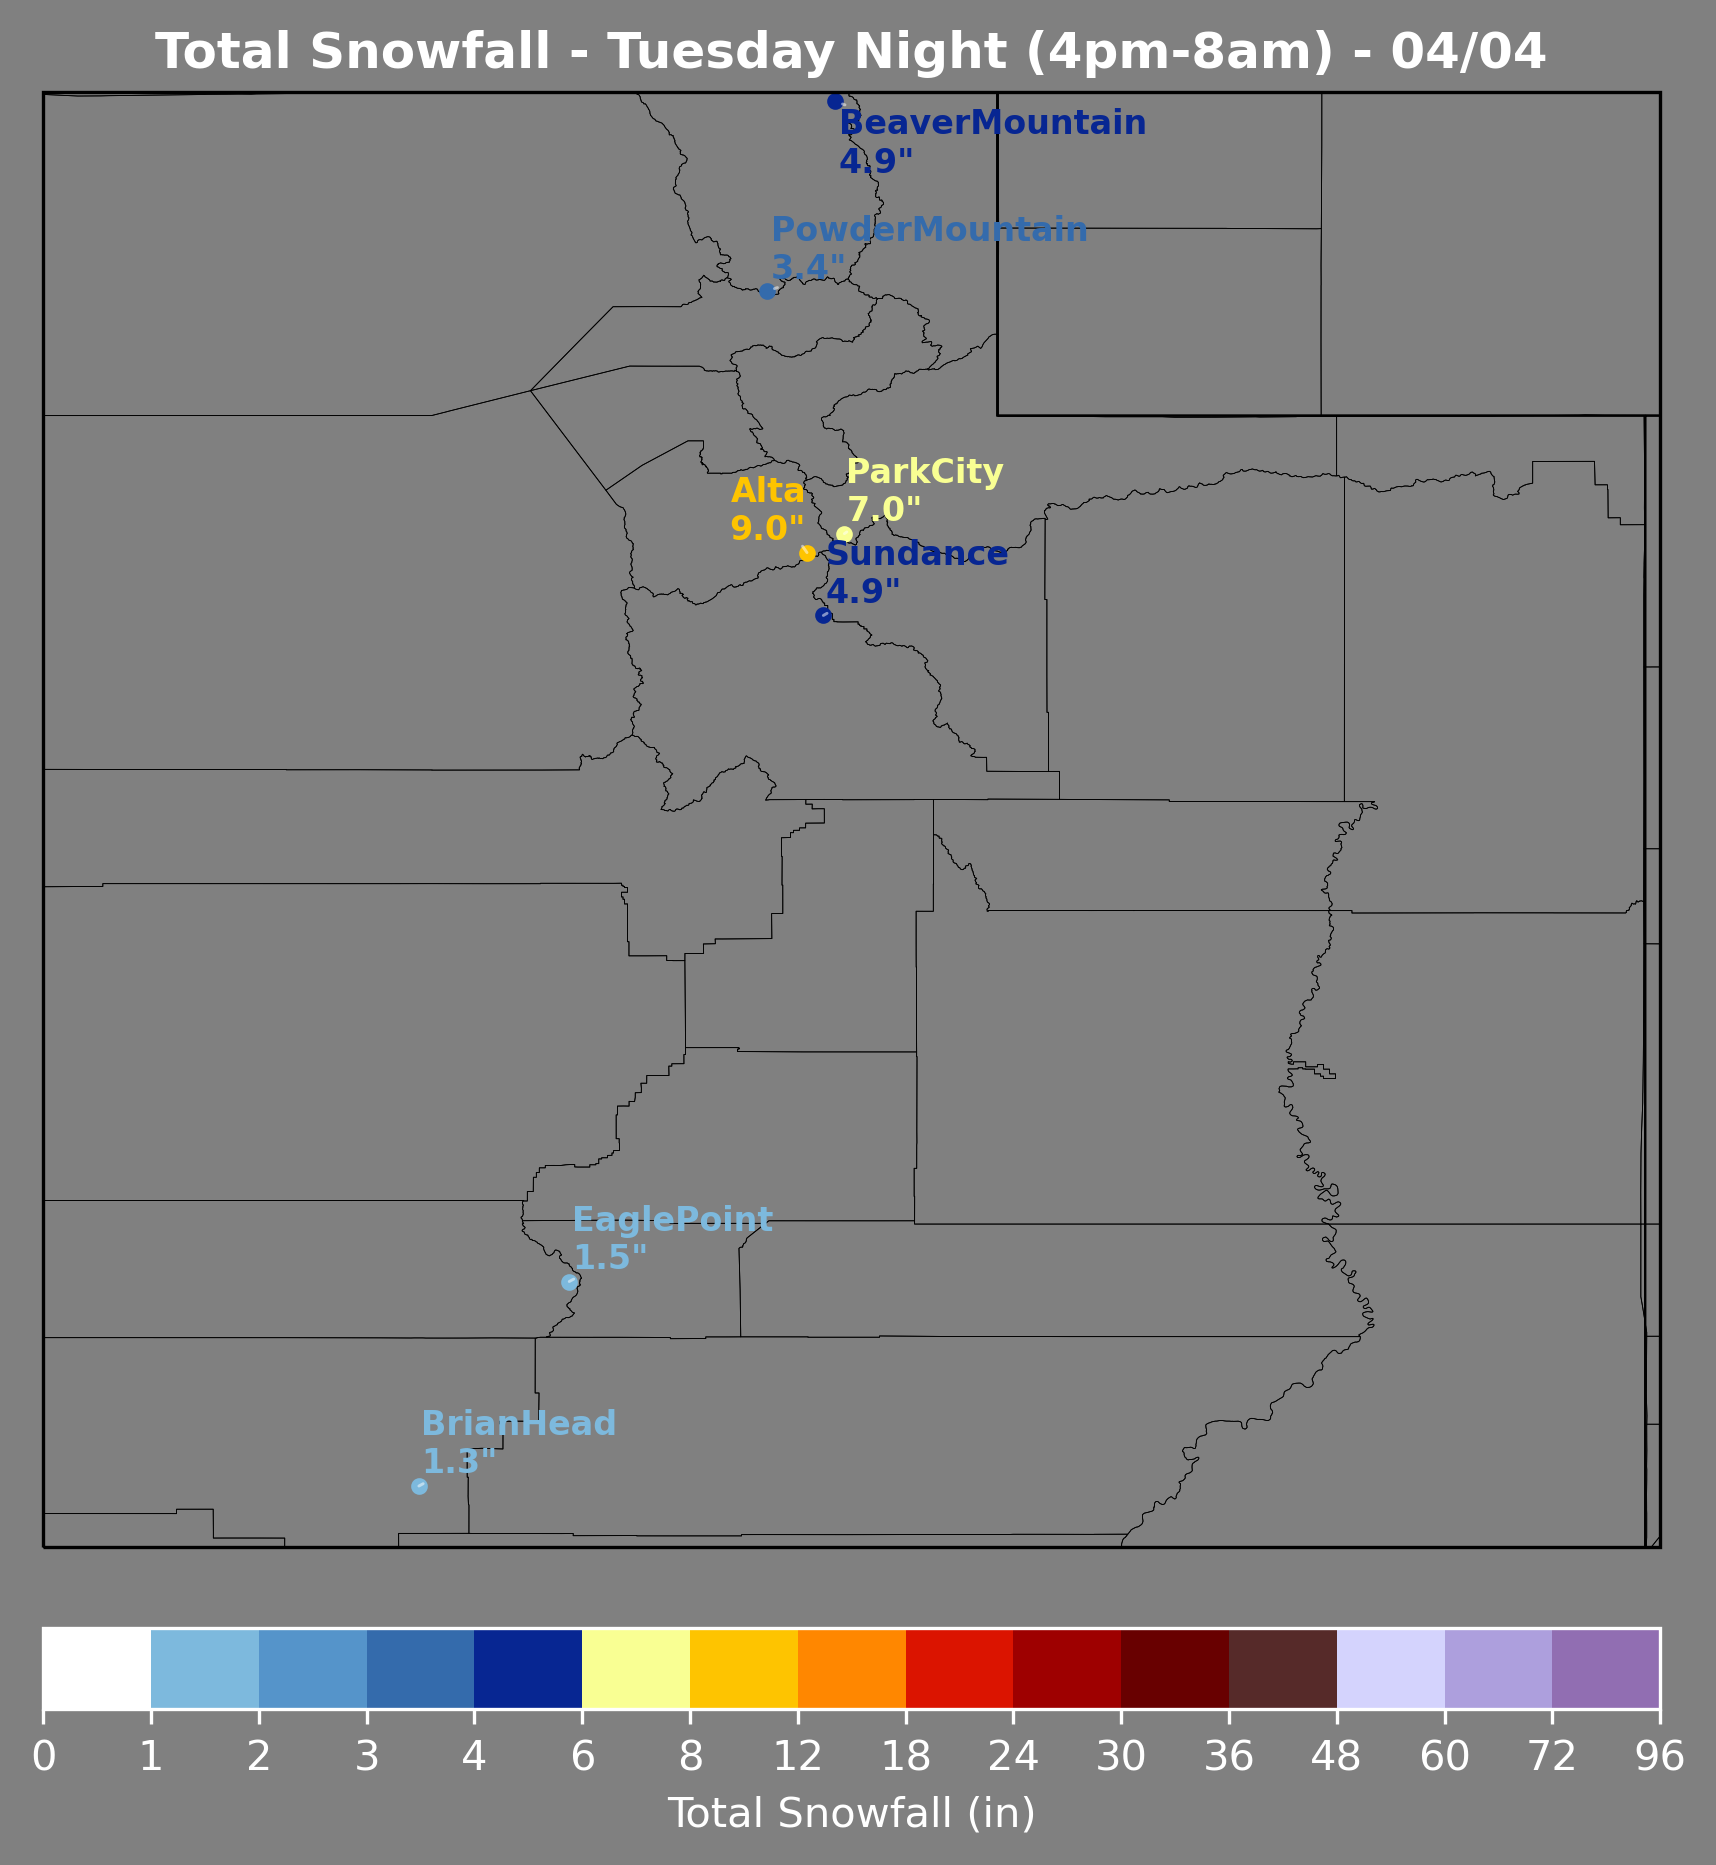 Total Snowfall - Tuesday Night (4pm-8am) - 04/04
BeaverMountain
4.9"
PowderMountain
3.4"
ParkCity
7.0"
Alta
9.0"
Sundance
4.9"
EaglePoint
1.5"
BrianHead
1.3"
0 1 2 3 4 6 8 12 18 24 30 36 48 60 72 96
Total Snowfall (in)